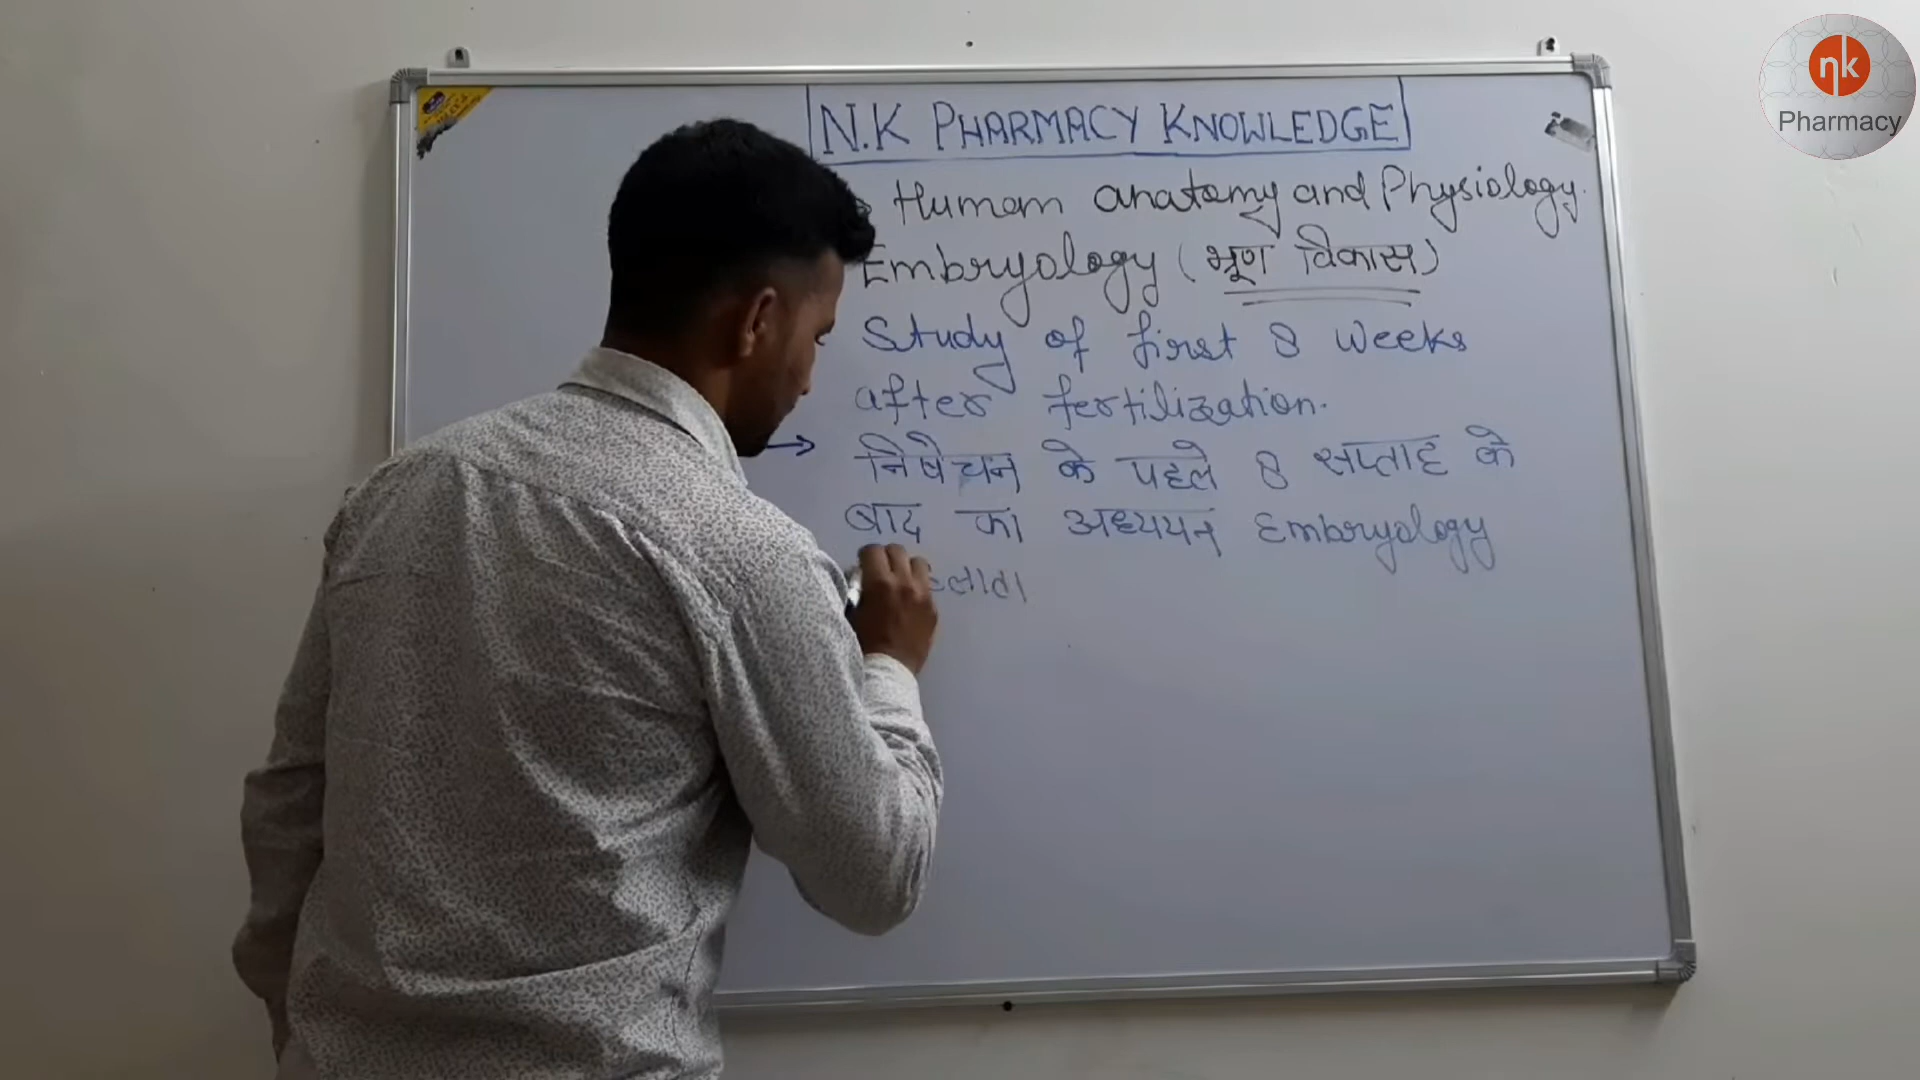 N.K PHARMACY KNOWLEDGE
Human anatomy and Physiology.
Embryology (भ्रूण विकास)
Study of first 8 weeks
after fertilization.
→ निषेचन के पहले 8 सप्ताह के
बाद का अध्ययन Embryology
nk
Pharmacy